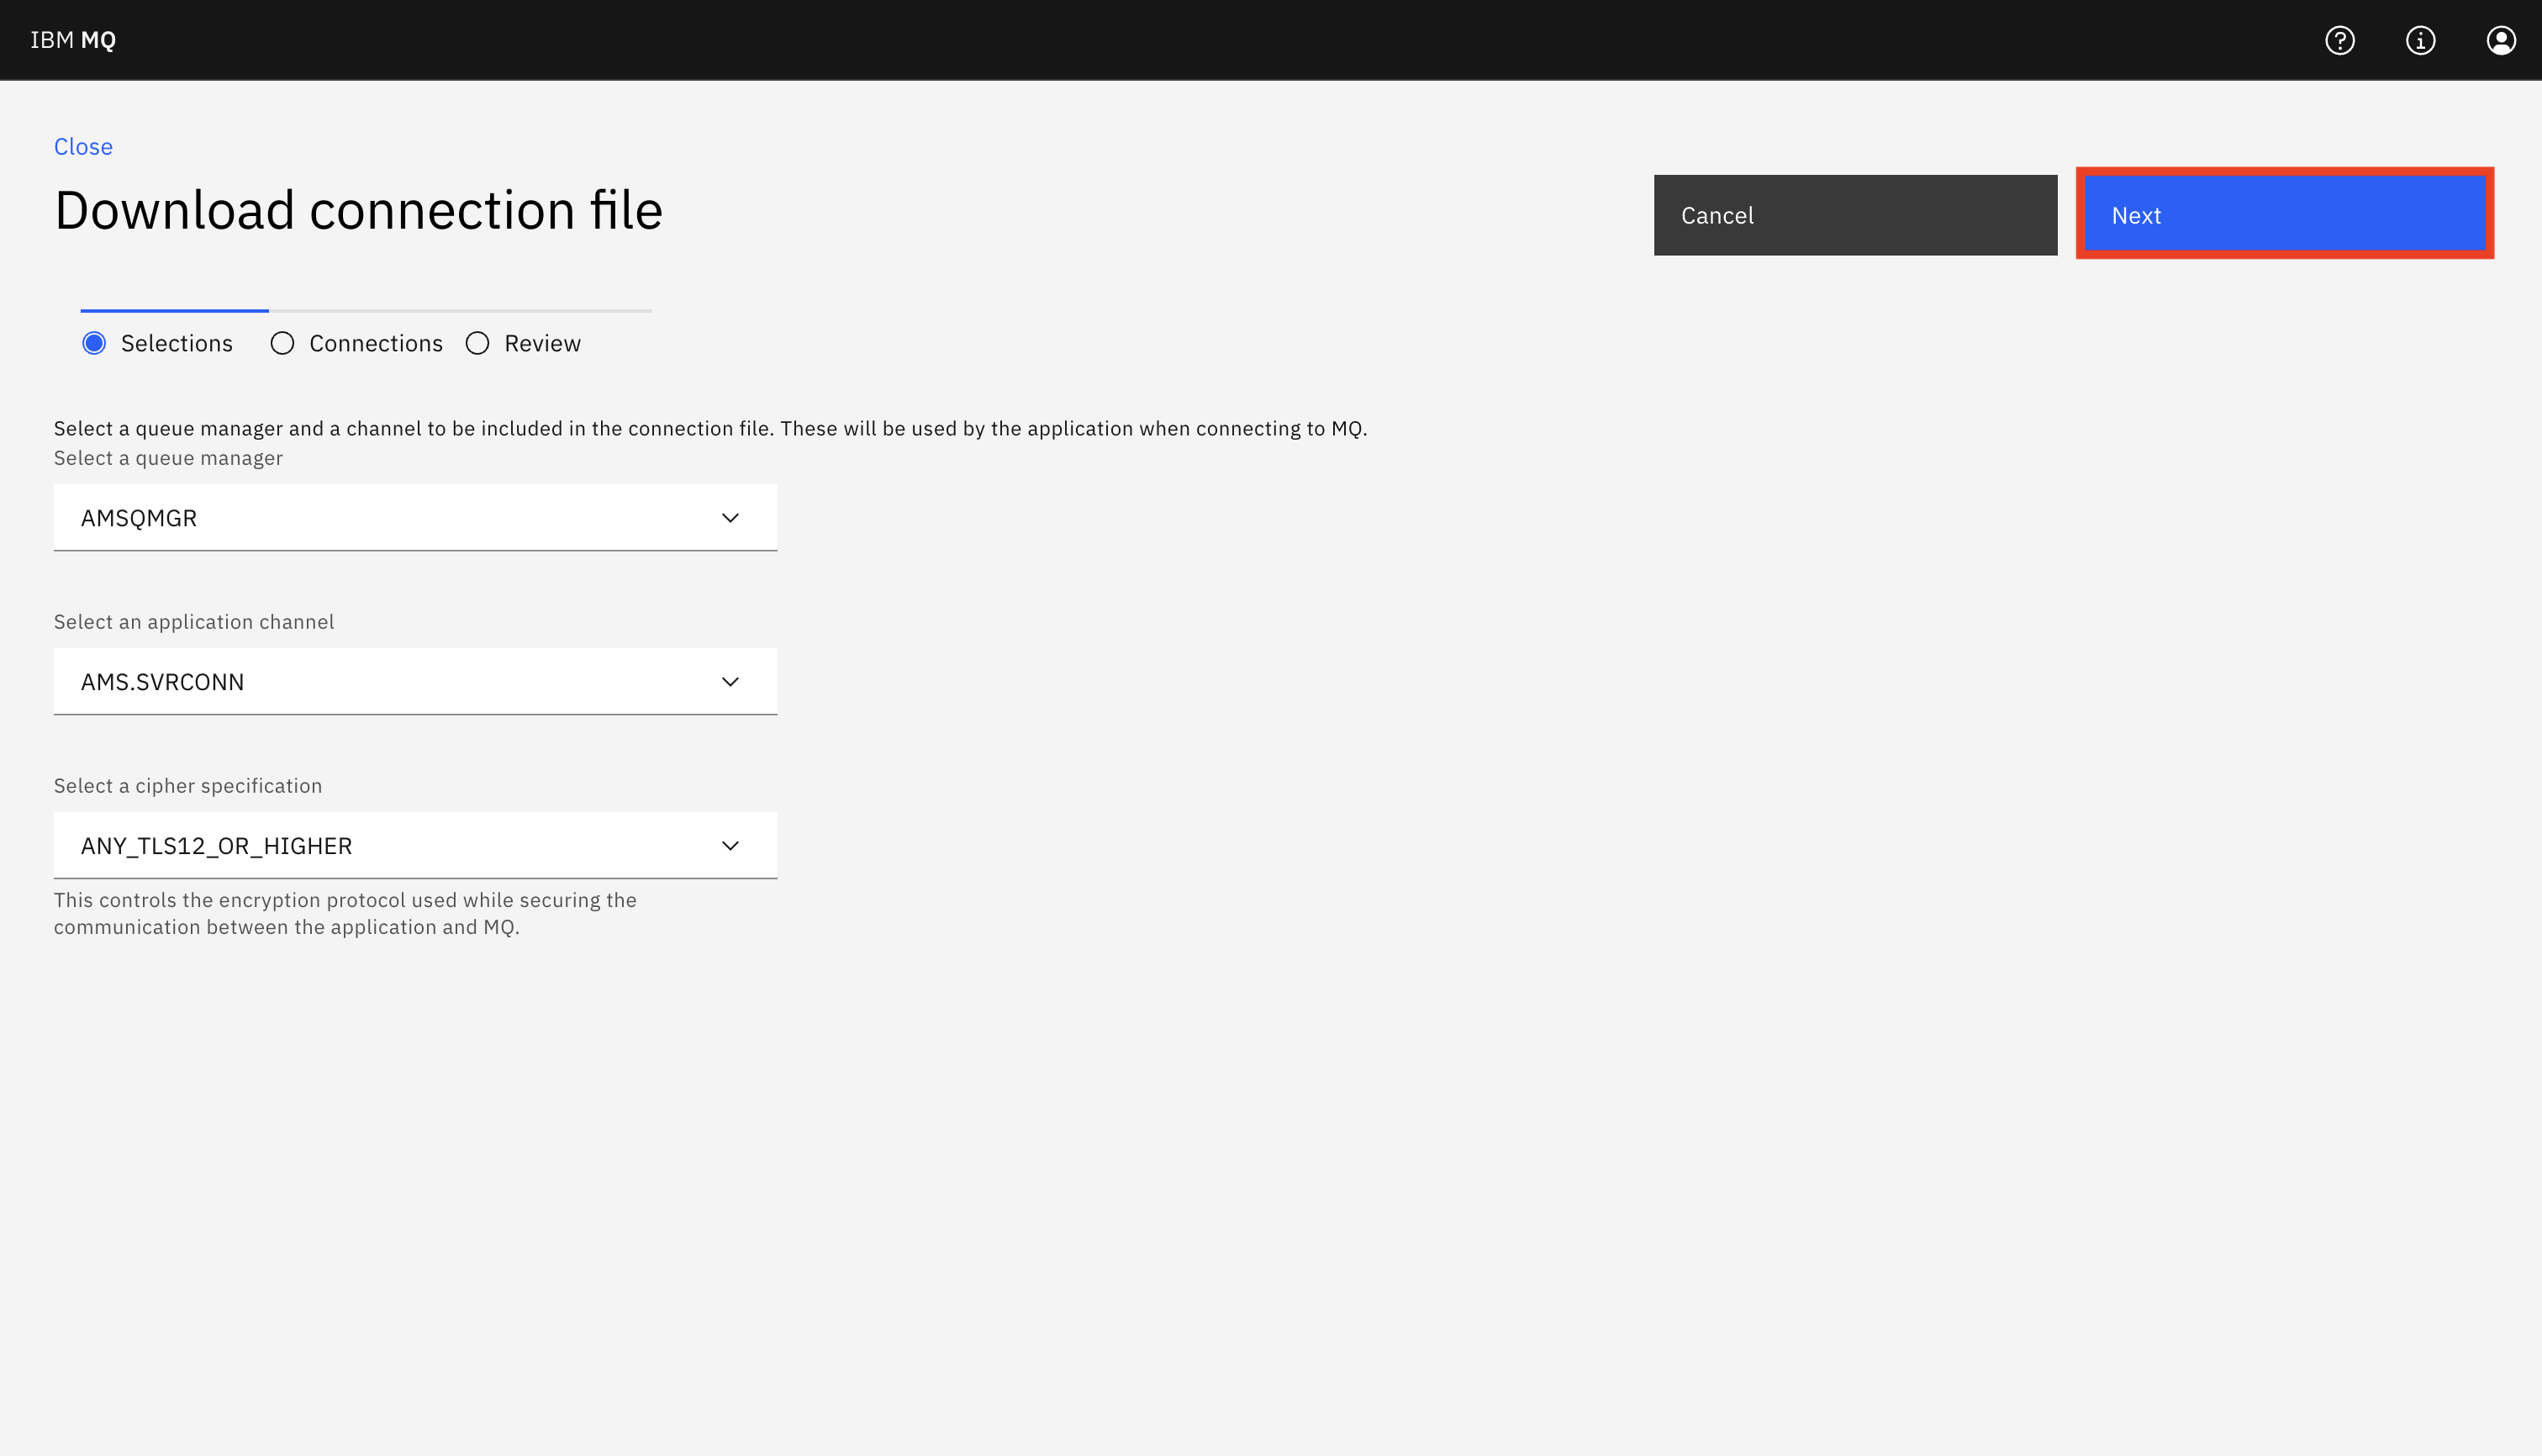 IBM MQ
Close
Download connection file
Cancel
Next
Selections
Connections
Review
Select a queue manager and a channel to be included in the connection file. These will be used by the application when connecting to MQ.
Select a queue manager
AMSQMGR
Select an application channel
AMS.SVRCONN
Select a cipher specification
ANY_TLS12_OR_HIGHER
This controls the encryption protocol used while securing the
communication between the application and MQ.